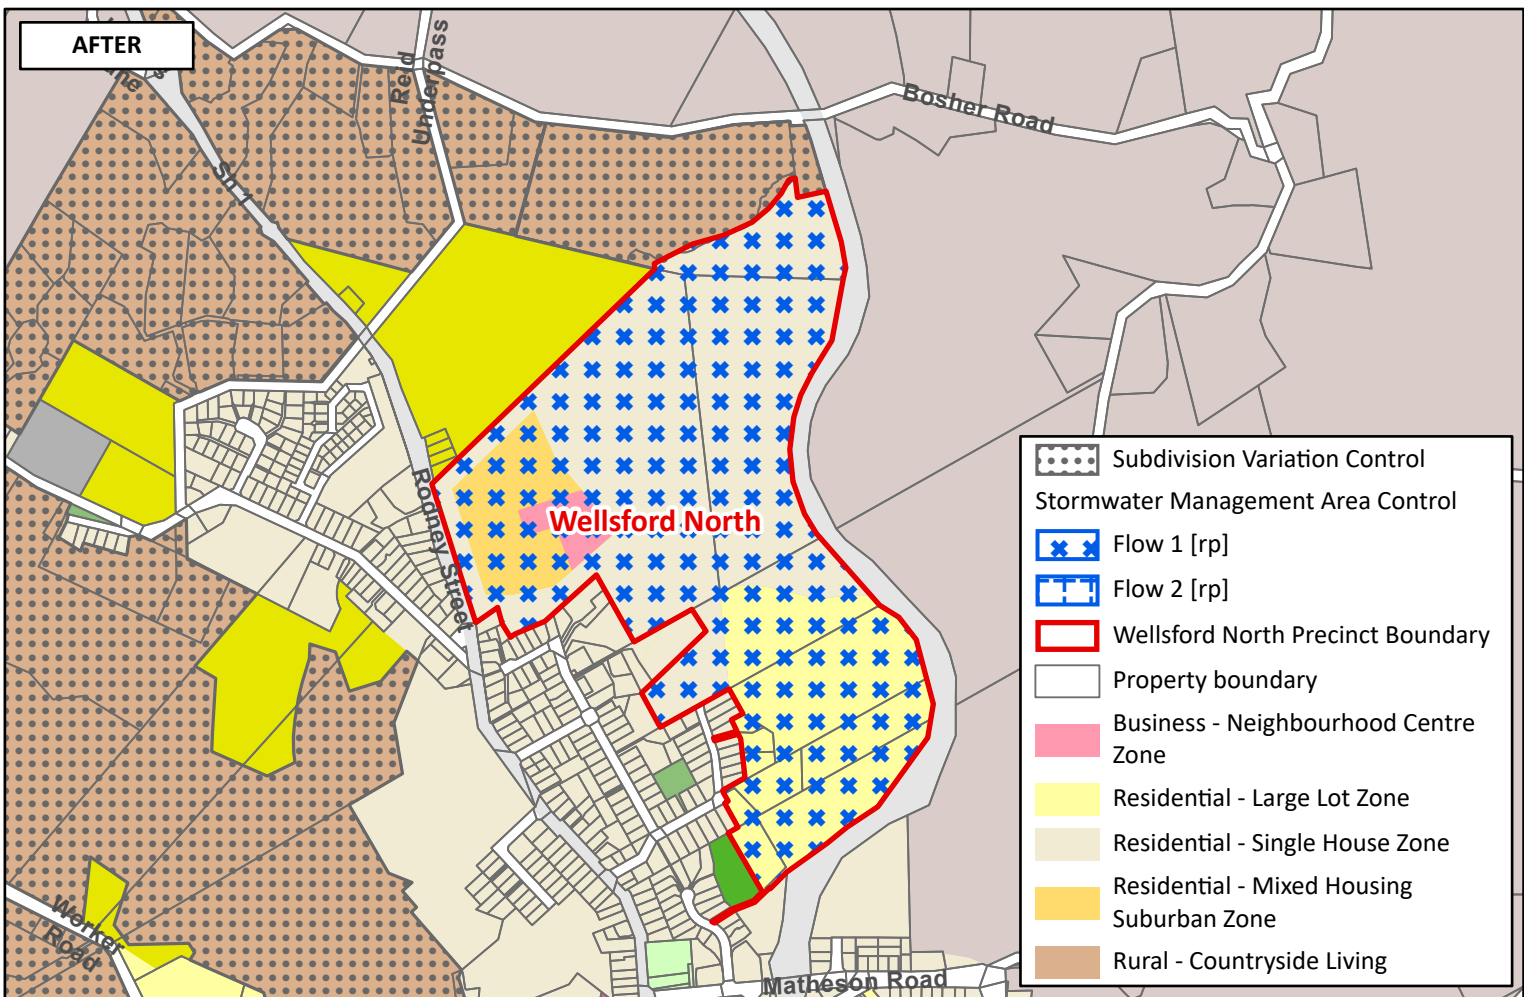 AFTER
Reid
Underpass
Bosher Road
Sh 1
Rodney Street
Wellsford North
Worker
Road
Matheson Road
Subdivision Variation Control
Stormwater Management Area Control
Flow 1 [rp]
Flow 2 [rp]
Wellsford North Precinct Boundary
Property boundary
Business - Neighbourhood Centre
Zone
Residential - Large Lot Zone
Residential - Single House Zone
Residential - Mixed Housing
Suburban Zone
Rural - Countryside Living